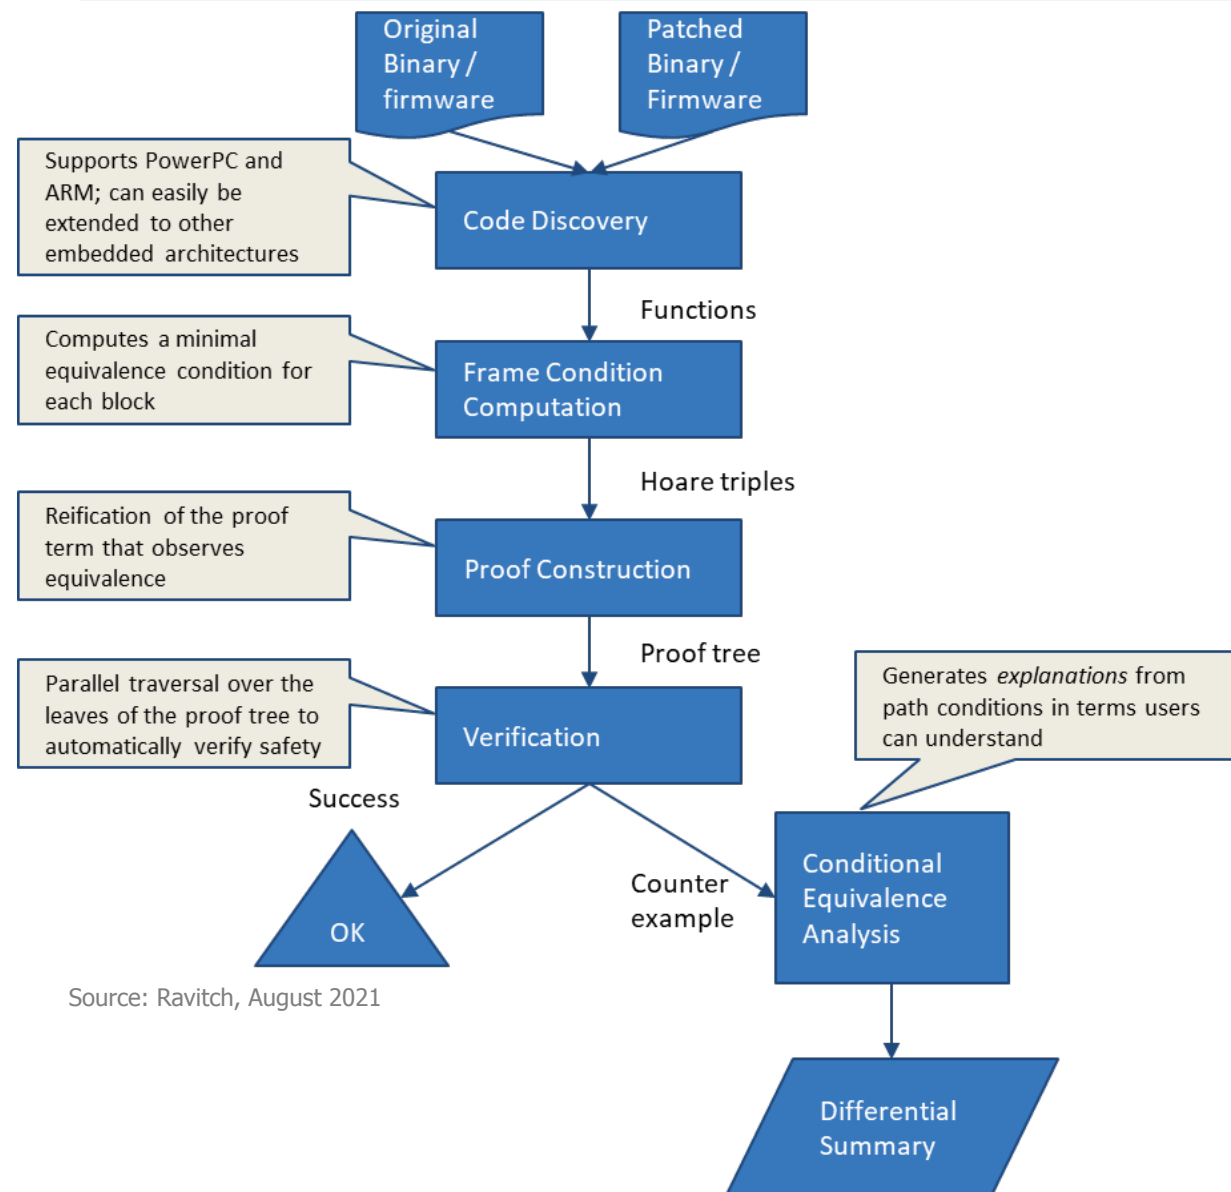 Original
Binary /
firmware
Patched
Binary /
Firmware
Supports PowerPC and
ARM; can easily be
extended to other
embedded architectures
Code Discovery
Functions
Computes a minimal
equivalence condition for
each block
Frame Condition
Computation
Hoare triples
Reification of the proof
term that observes
equivalence
Proof Construction
Proof tree
Parallel traversal over the
leaves of the proof tree to
automatically verify safety
Verification
Generates explanations from
path conditions in terms users
can understand
Success
OK
Counter
example
Conditional
Equivalence
Analysis
Source: Ravitch, August 2021
Differential
Summary